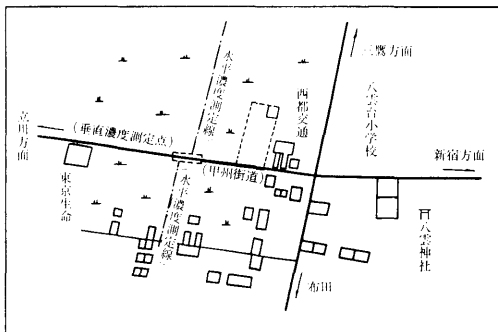 三鷹方面
八雲台小学校
西都交通
水平濃度測定線
(垂直濃度測定点)
立川方面
新宿方面
(甲州街道)
水平濃度測定線
東京生命
八雲神社
布田